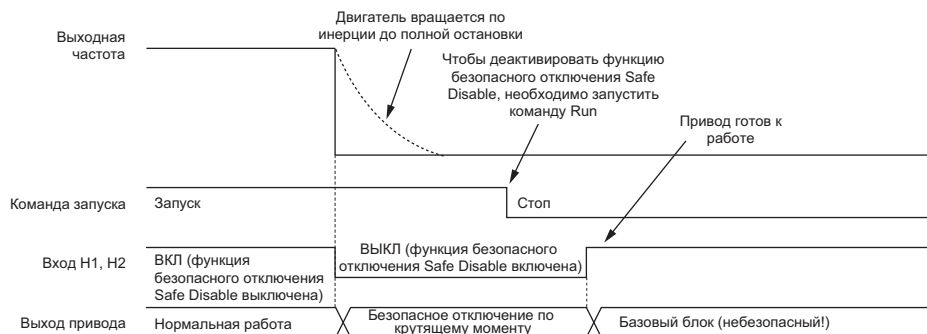 Двигатель вращается по
инерции до полной остановки
Выходная
частота
Чтобы деактивировать функцию
безопасного отключения Safe
Disable, необходимо запустить
команду Run
Привод готов к
работе
Команда запуска
Запуск
Стоп
Вход H1, H2
ВКЛ (функция
безопасного отключения
Safe Disable выключена)
ВЫКЛ (функция безопасного
отключения Safe Disable включена)
Выход привода
Нормальная работа
Безопасное отключение по
крутящему моменту
Базовый блок (небезопасный!)